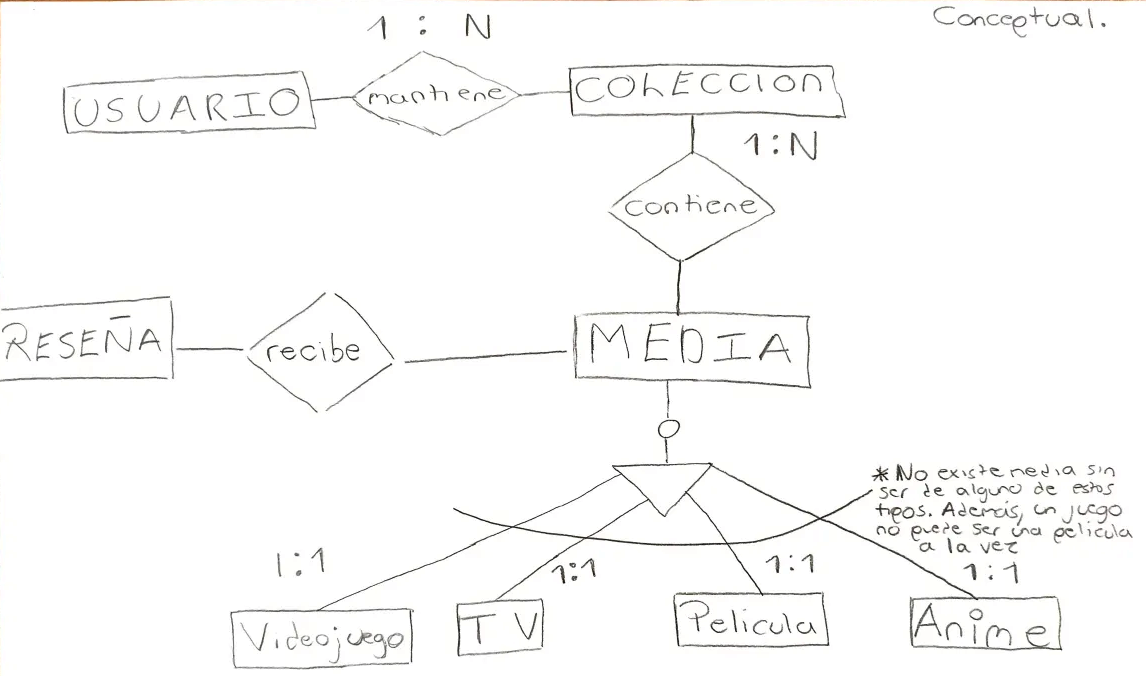 Conceptual.
1 : N
USUARIO
mantiene
COLECCION
1:N
contiene
RESEÑA
recibe
MEDIA
*No existe media sin
ser de alguno de estos
tipos. Además, un juego
no puede ser una pelicula
a la vez
1:1
1:1
1:1
1:1
Videojuego
TV
Pelicula
Anime